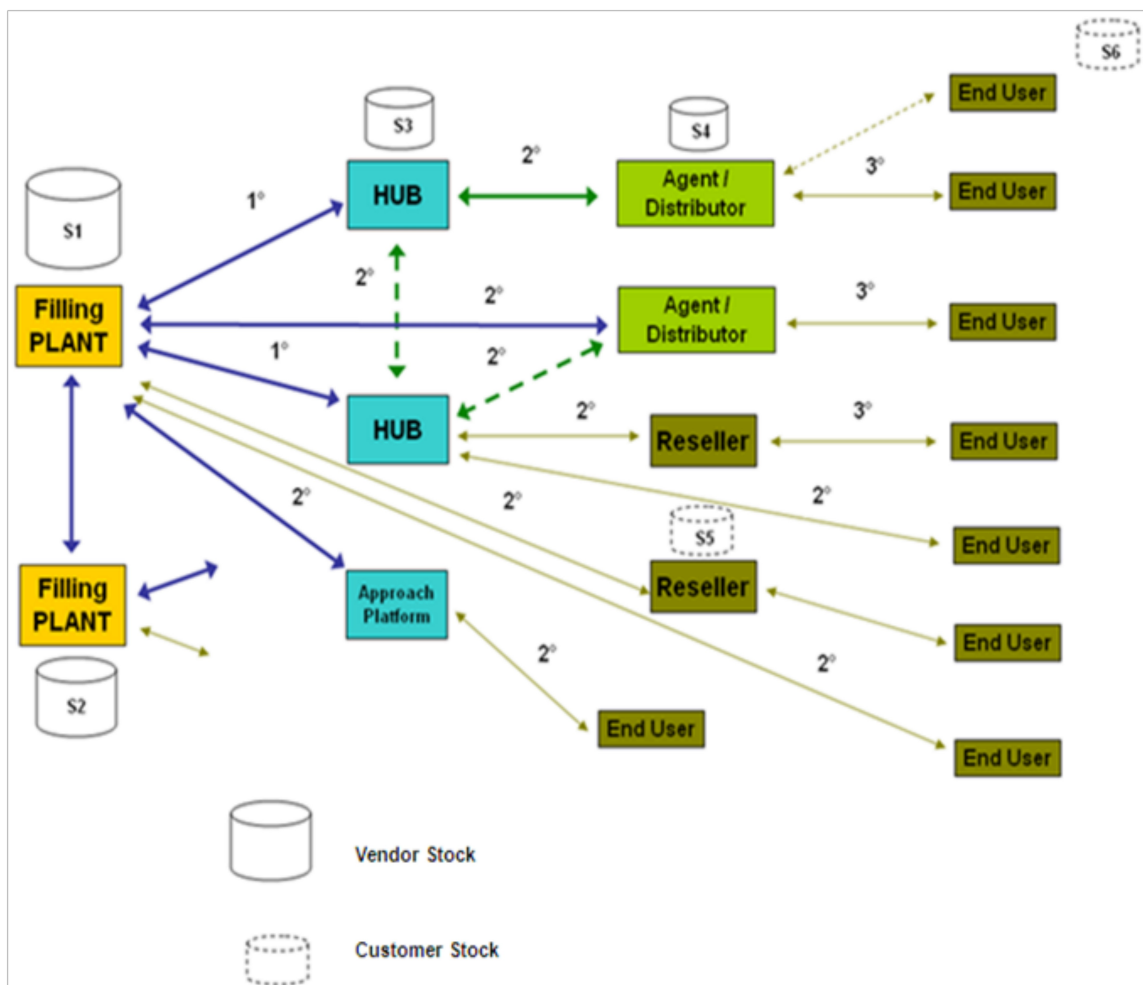 S6
End User
S3
S4
2°
3°
HUB
Agent /
Distributor
End User
1°
S1
2°
2°
3°
Filling
PLANT
Agent /
Distributor
End User
1°
2°
2°
3°
HUB
Reseller
End User
2°
2°
2°
S5
End User
Filling
PLANT
Approach
Platform
Reseller
End User
2°
2°
S2
End User
End User
Vendor Stock
Customer Stock